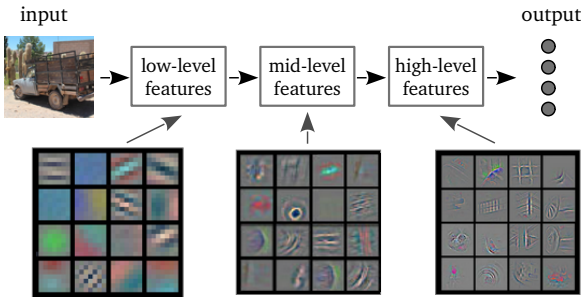 input
output
low-level
features
mid-level
features
high-level
features